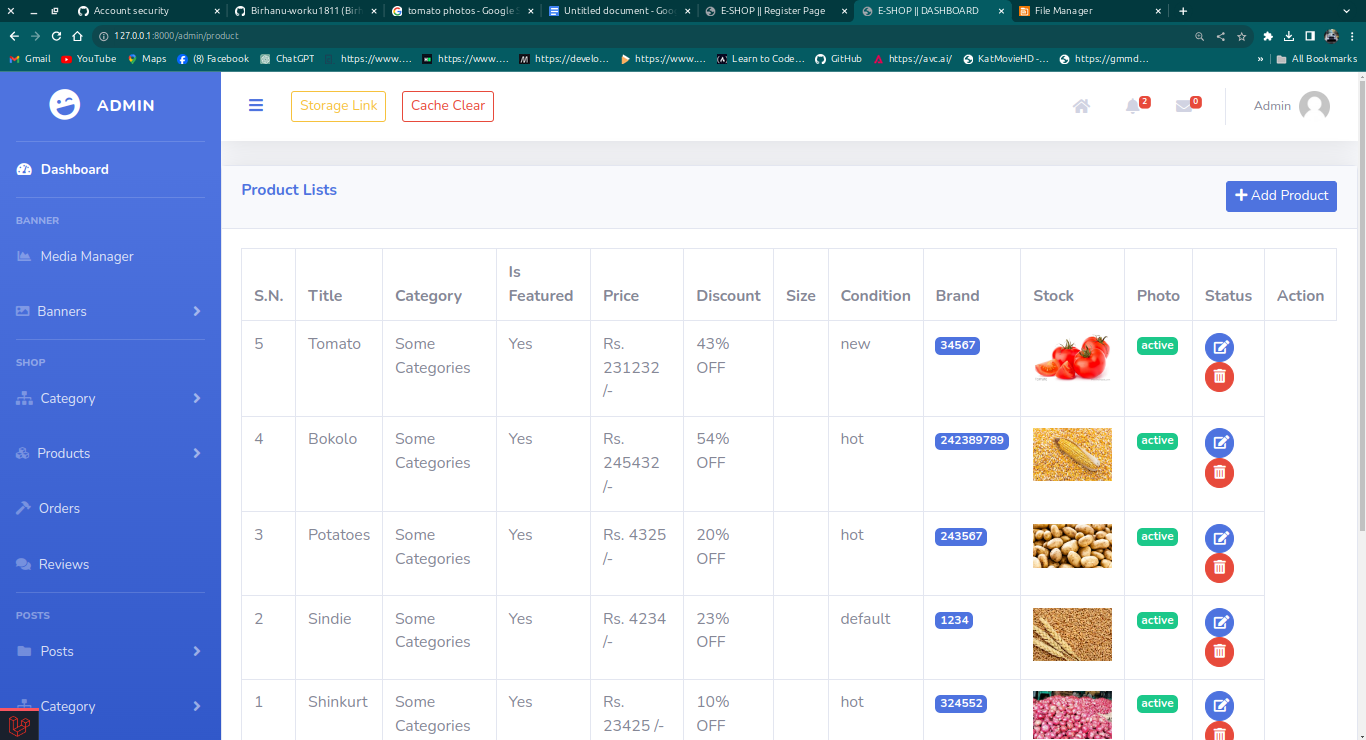 Account security
Birhanu-worku1811 (Birh
tomato photos - Google S
Untitled document - Goo
E-SHOP || Register Page
E-SHOP || DASHBOARD
File Manager
127.0.0.1:8000/admin/product
Gmail
YouTube
Maps
(8) Facebook
ChatGPT
https://www....
https://www....
https://develo...
https://www....
Learn to Code...
GitHub
https://avc.ai/
KatMovieHD -...
https://gmmd...
»
All Bookmarks
ADMIN
Storage Link
Cache Clear
2
0
Admin
Dashboard
BANNER
Media Manager
Banners
SHOP
Category
Products
Orders
Reviews
POSTS
Posts
Category
Product Lists
Add Product
S.N. Title Category Is Featured Price Discount Size Condition Brand Stock Photo Status Action
5 Tomato Some Categories Yes Rs. 231232 /- 43% OFF new 34567 active
4 Bokolo Some Categories Yes Rs. 245432 /- 54% OFF hot 242389789 active
3 Potatoes Some Categories Yes Rs. 4325 /- 20% OFF hot 243567 active
2 Sindie Some Categories Yes Rs. 4234 /- 23% OFF default 1234 active
1 Shinkurt Some Categories Yes Rs. 23425 /- 10% OFF hot 324552 active